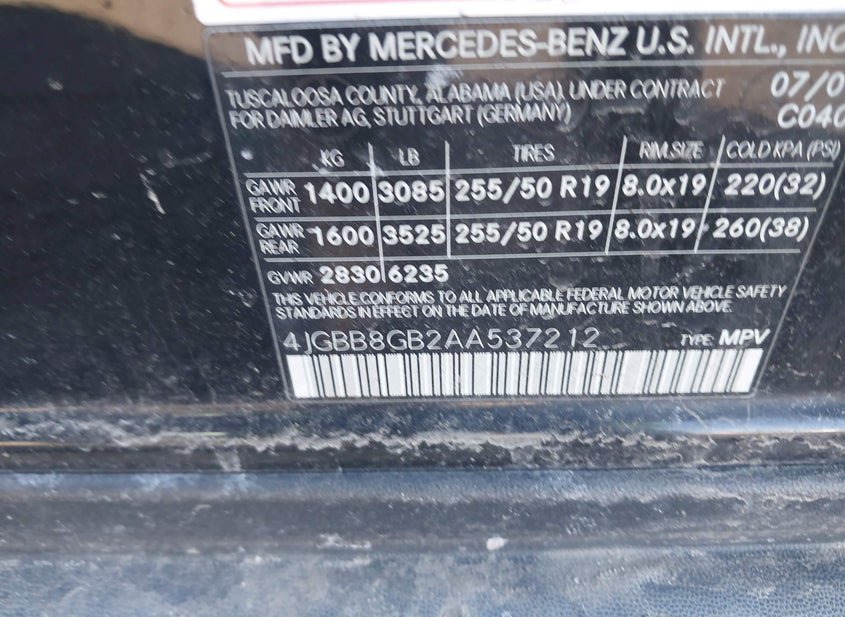 MFD BY MERCEDES-BENZ U.S. INTL., INC
TUSCALOOSA COUNTY, ALABAMA (USA), UNDER CONTRACT 07/0
FOR DAIMLER AG, STUTTGART (GERMANY) C040
KG LB TIRES RIM SIZE COLD KPA (PSI)
GAWR FRONT 1400 3085 255/50 R19 8.0x19 220(32)
GAWR REAR 1600 3525 255/50 R19 8.0x19 260(38)
GVWR 2830 6235
THIS VEHICLE CONFORMS TO ALL APPLICABLE FEDERAL MOTOR VEHICLE SAFETY
STANDARDS IN EFFECT ON THE DATE OF MANUFACTURE SHOWN ABOVE.
4JGBB8GB2AA537212 TYPE: MPV